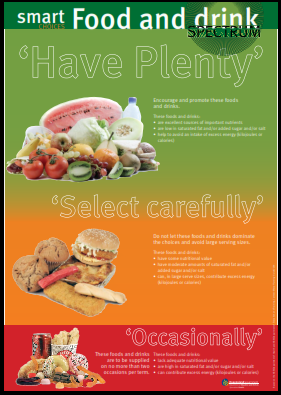 smart Food and drink
CHOICES
SPECTRUM
'Have Plenty'
Encourage and promote these foods
and drinks.
These foods and drinks:
• are excellent sources of important nutrients
• are low in saturated fat and/or added sugar and/or salt
• help to avoid an intake of excess energy (kilojoules or
calories)
'Select carefully'
Do not let these foods and drinks dominate
the choices and avoid large serving sizes.
These foods and drinks:
• have some nutritional value
• have moderate amounts of saturated fat and/or
added sugar and/or salt
• can, in large serve sizes, contribute excess energy
(kilojoules or calories)
'Occasionally'
These foods and drinks
are to be supplied
on no more than two
occasions per term.
These foods and drinks:
• lack adequate nutritional value
• are high in saturated fat and/or sugar and/or salt
• can contribute excess energy (kilojoules or calories)